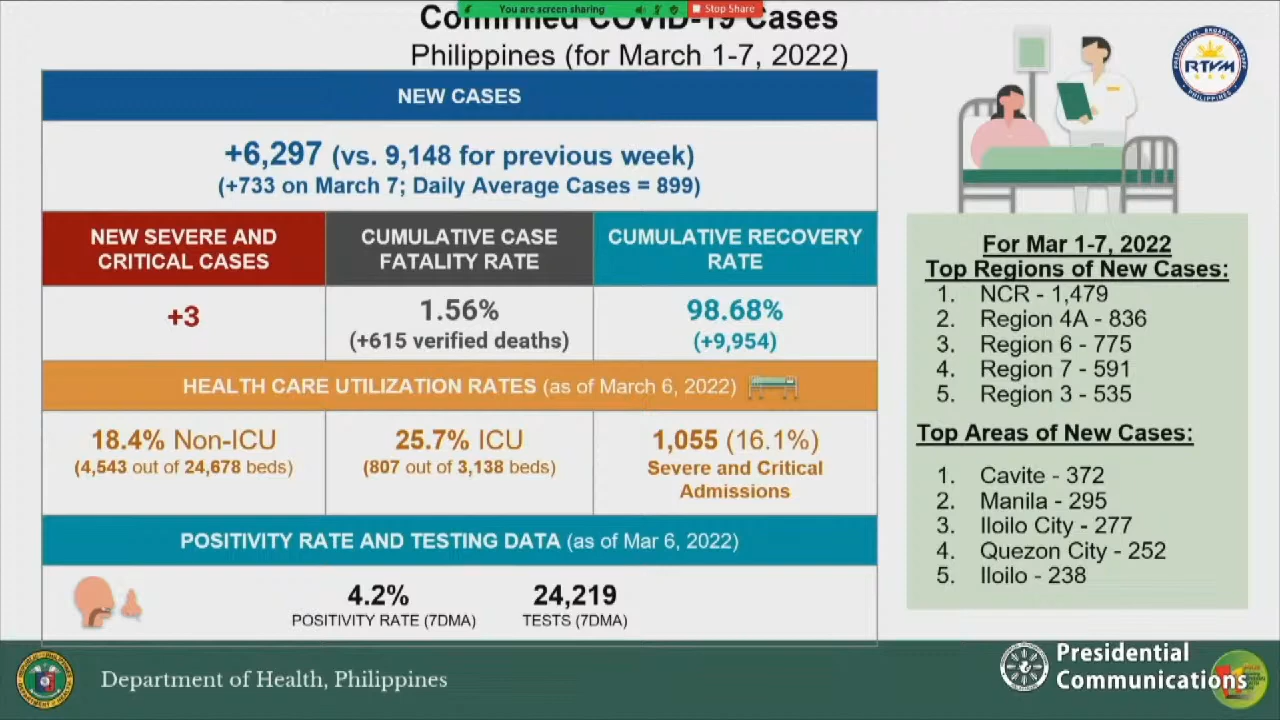 You are screen sharing
Stop Share
Confirmed COVID-19 Cases
Philippines (for March 1-7, 2022)
NEW CASES
+6,297 (vs. 9,148 for previous week)
(+733 on March 7; Daily Average Cases = 899)
NEW SEVERE AND
CRITICAL CASES
+3
CUMULATIVE CASE
FATALITY RATE
1.56%
(+615 verified deaths)
CUMULATIVE RECOVERY
RATE
98.68%
(+9,954)
HEALTH CARE UTILIZATION RATES (as of March 6, 2022)
18.4% Non-ICU
(4,543 out of 24,678 beds)
25.7% ICU
(807 out of 3,138 beds)
1,055 (16.1%)
Severe and Critical
Admissions
POSITIVITY RATE AND TESTING DATA (as of Mar 6, 2022)
4.2%
POSITIVITY RATE (7DMA)
24,219
TESTS (7DMA)
RTVM
PHILIPPINES
For Mar 1-7, 2022
Top Regions of New Cases:
1. NCR - 1,479
2. Region 4A - 836
3. Region 6 - 775
4. Region 7 - 591
5. Region 3 - 535
Top Areas of New Cases:
1. Cavite - 372
2. Manila - 295
3. Iloilo City - 277
4. Quezon City - 252
5. Iloilo - 238
Department of Health, Philippines
Presidential
Communications